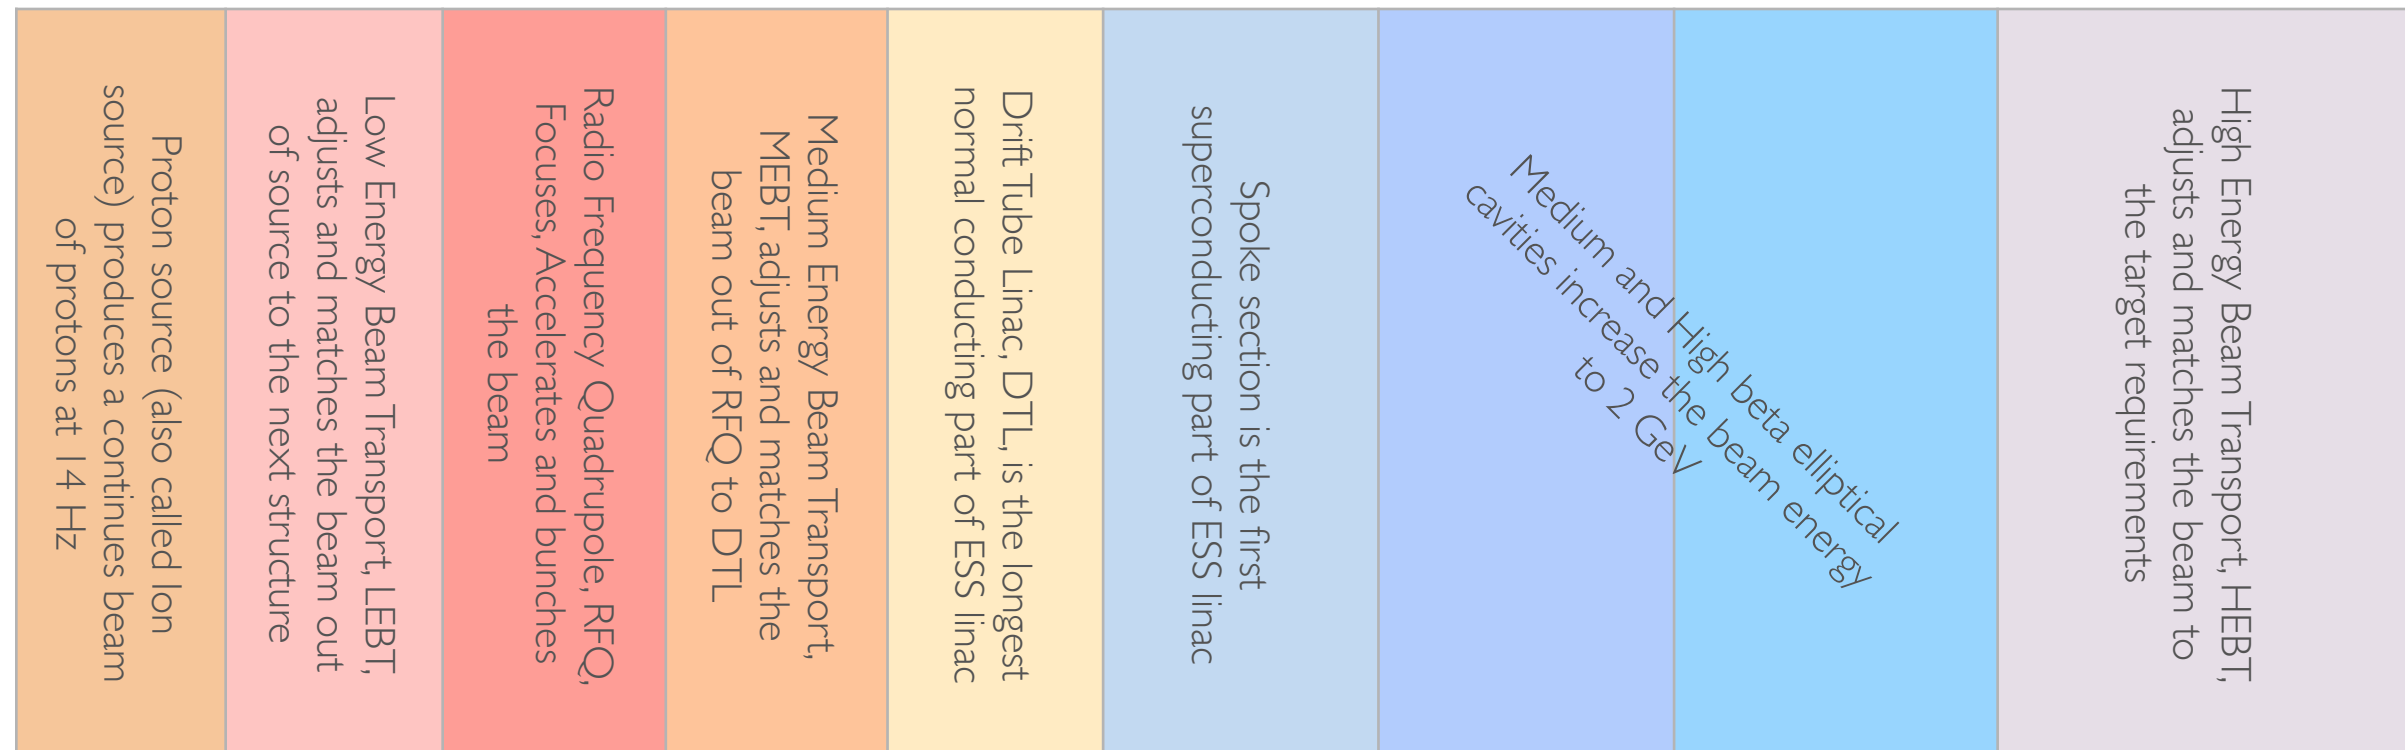 Proton source (also called Ion
source) produces a continues beam
of protons at 14 Hz
Low Energy Beam Transport, LEBT,
adjusts and matches the beam out
of source to the next structure
Radio Frequency Quadrupole, RFQ,
Focuses, Accelerates and bunches
the beam
Medium Energy Beam Transport,
MEBT, adjusts and matches the
beam out of RFQ to DTL
Drift Tube Linac, DTL, is the longest
normal conducting part of ESS linac
Spoke section is the first
superconducting part of ESS linac
Medium and High beta elliptical
cavities increase the beam energy
to 2 GeV
High Energy Beam Transport, HEBT,
adjusts and matches the beam to
the target requirements